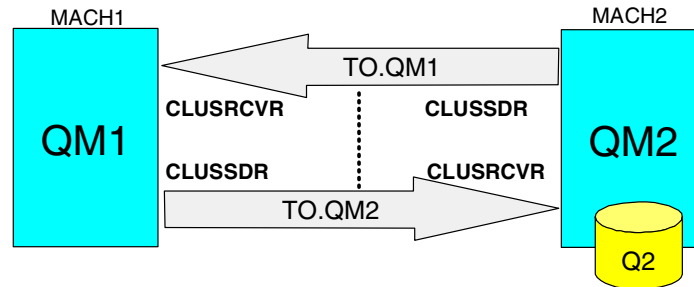 MACH1
MACH2
TO.QM1
CLUSRCVR
CLUSSDR
QM1
QM2
CLUSSDR
CLUSRCVR
TO.QM2
Q2